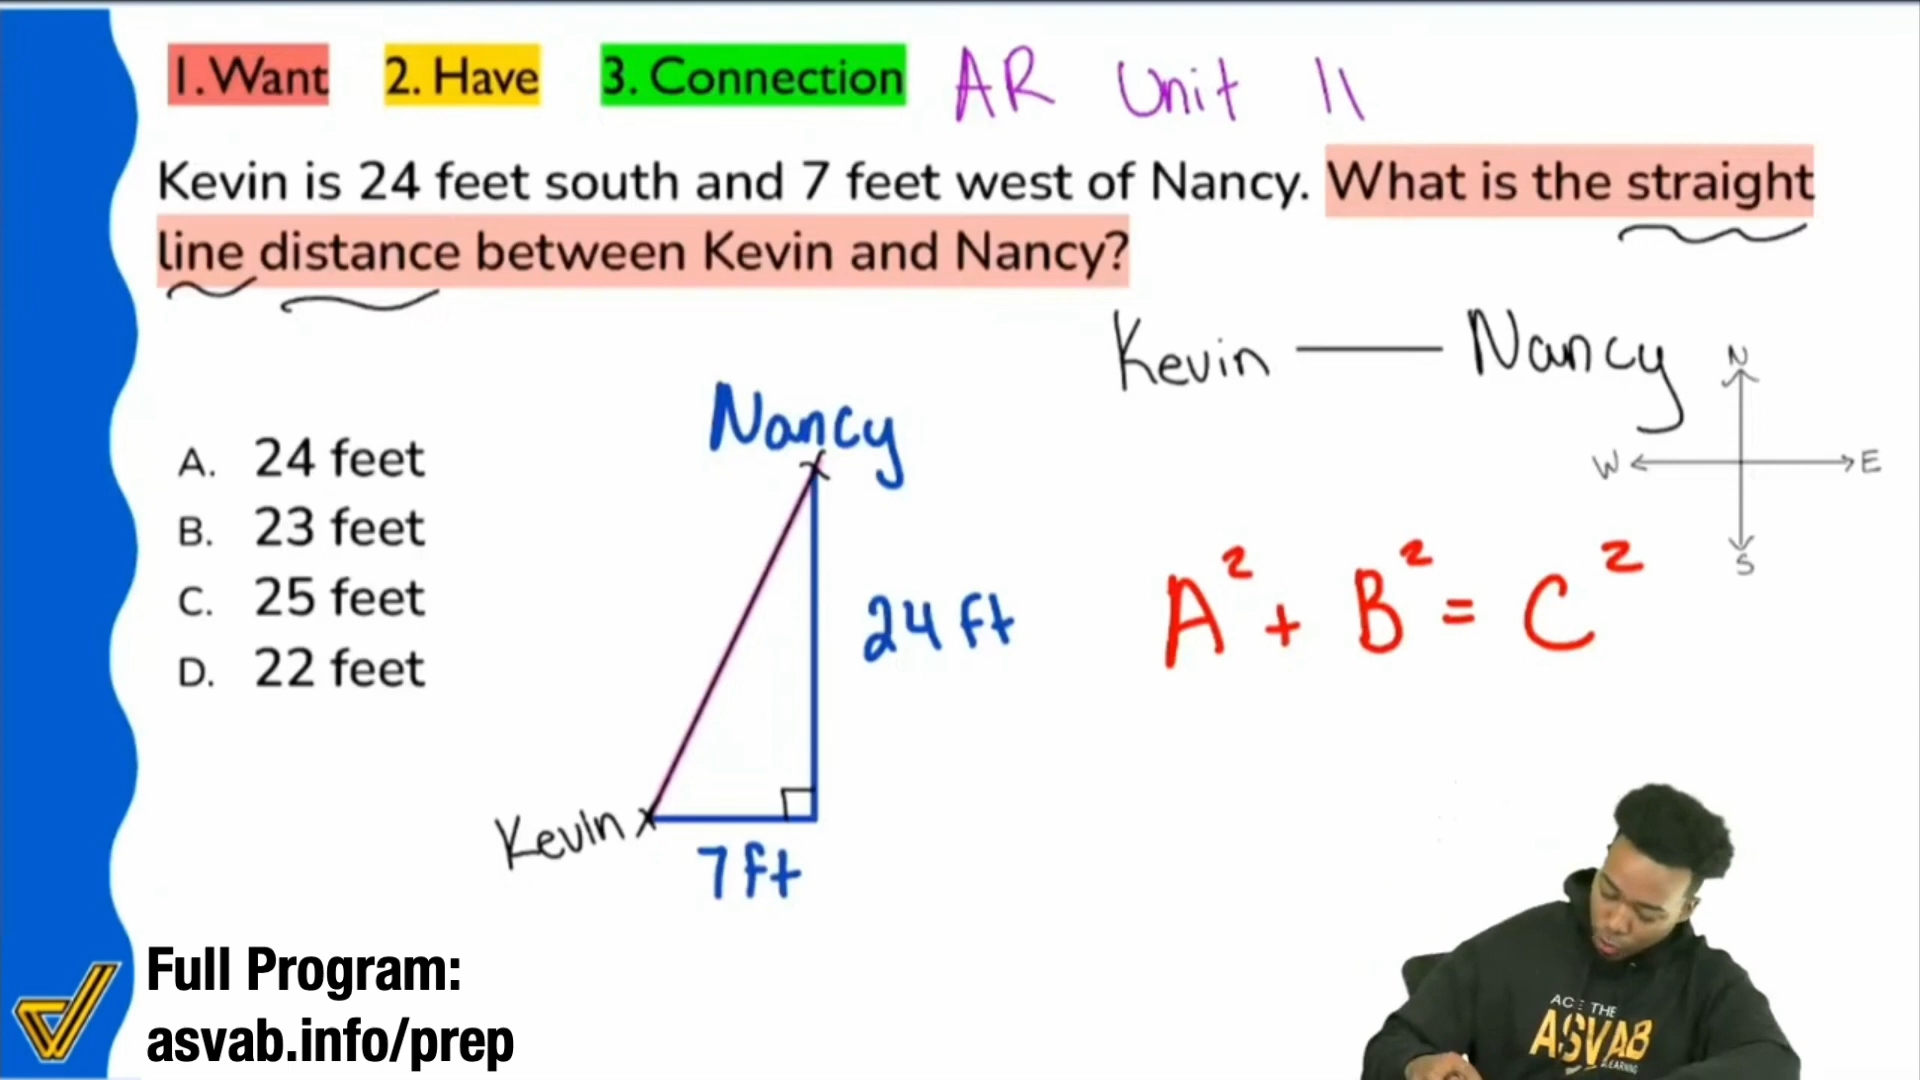 1. Want 2. Have 3. Connection AR Unit 11
Kevin is 24 feet south and 7 feet west of Nancy. What is the straight
line distance between Kevin and Nancy?
Kevin — Nancy
N
W E
S
A. 24 feet
B. 23 feet
C. 25 feet
D. 22 feet
Nancy
24 ft
Kevin
7 ft
A² + B² = C²
Full Program:
asvab.info/prep
ACE THE
ASVAB